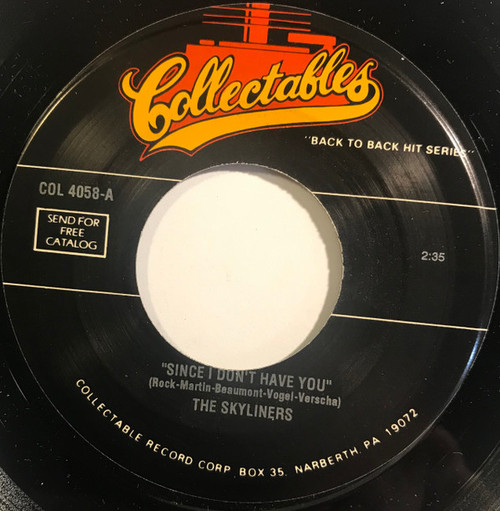 Collectables
"BACK TO BACK HIT SERIES"
COL 4058-A
SEND FOR
FREE
CATALOG
2:35
"SINCE I DON'T HAVE YOU"
(Rock-Martin-Beaumont-Vogel-Verscha)
THE SKYLINERS
COLLECTABLE RECORD CORP. BOX 35. NARBERTH, PA 19072